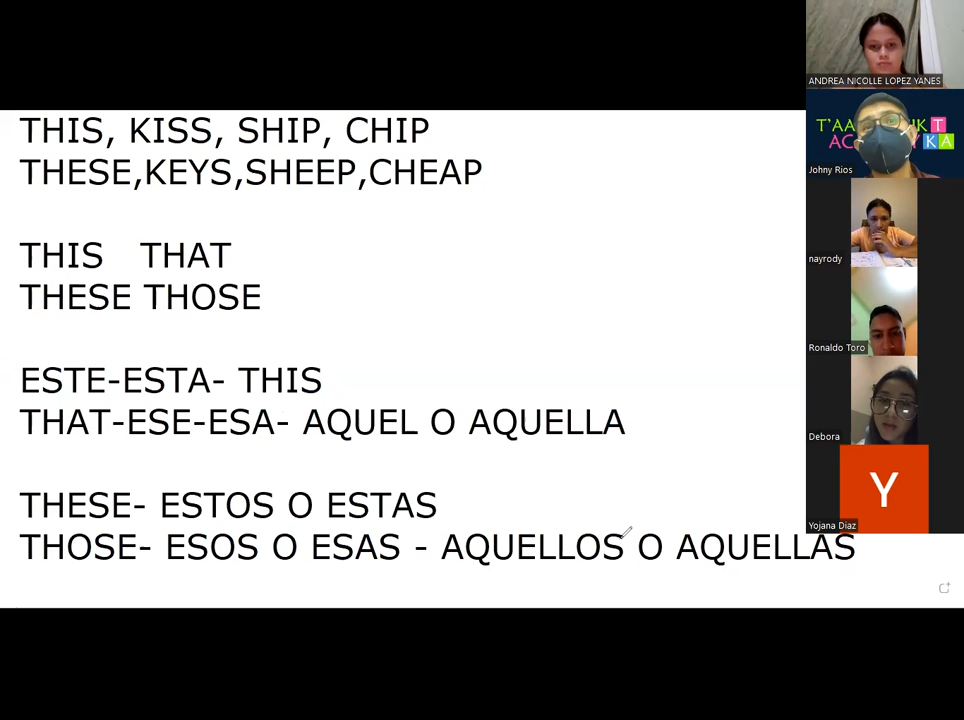 THIS, KISS, SHIP, CHIP
THESE,KEYS,SHEEP,CHEAP
THIS THAT
THESE THOSE
ESTE-ESTA- THIS
THAT-ESE-ESA- AQUEL O AQUELLA
THESE- ESTOS O ESTAS
THOSE- ESOS O ESAS - AQUELLOS O AQUELLAS
ANDREA NICOLLE LOPEZ YANES
T'AA
Johny Rios
nayrody
Ronaldo Toro
Debora
Y
Yojana Diaz